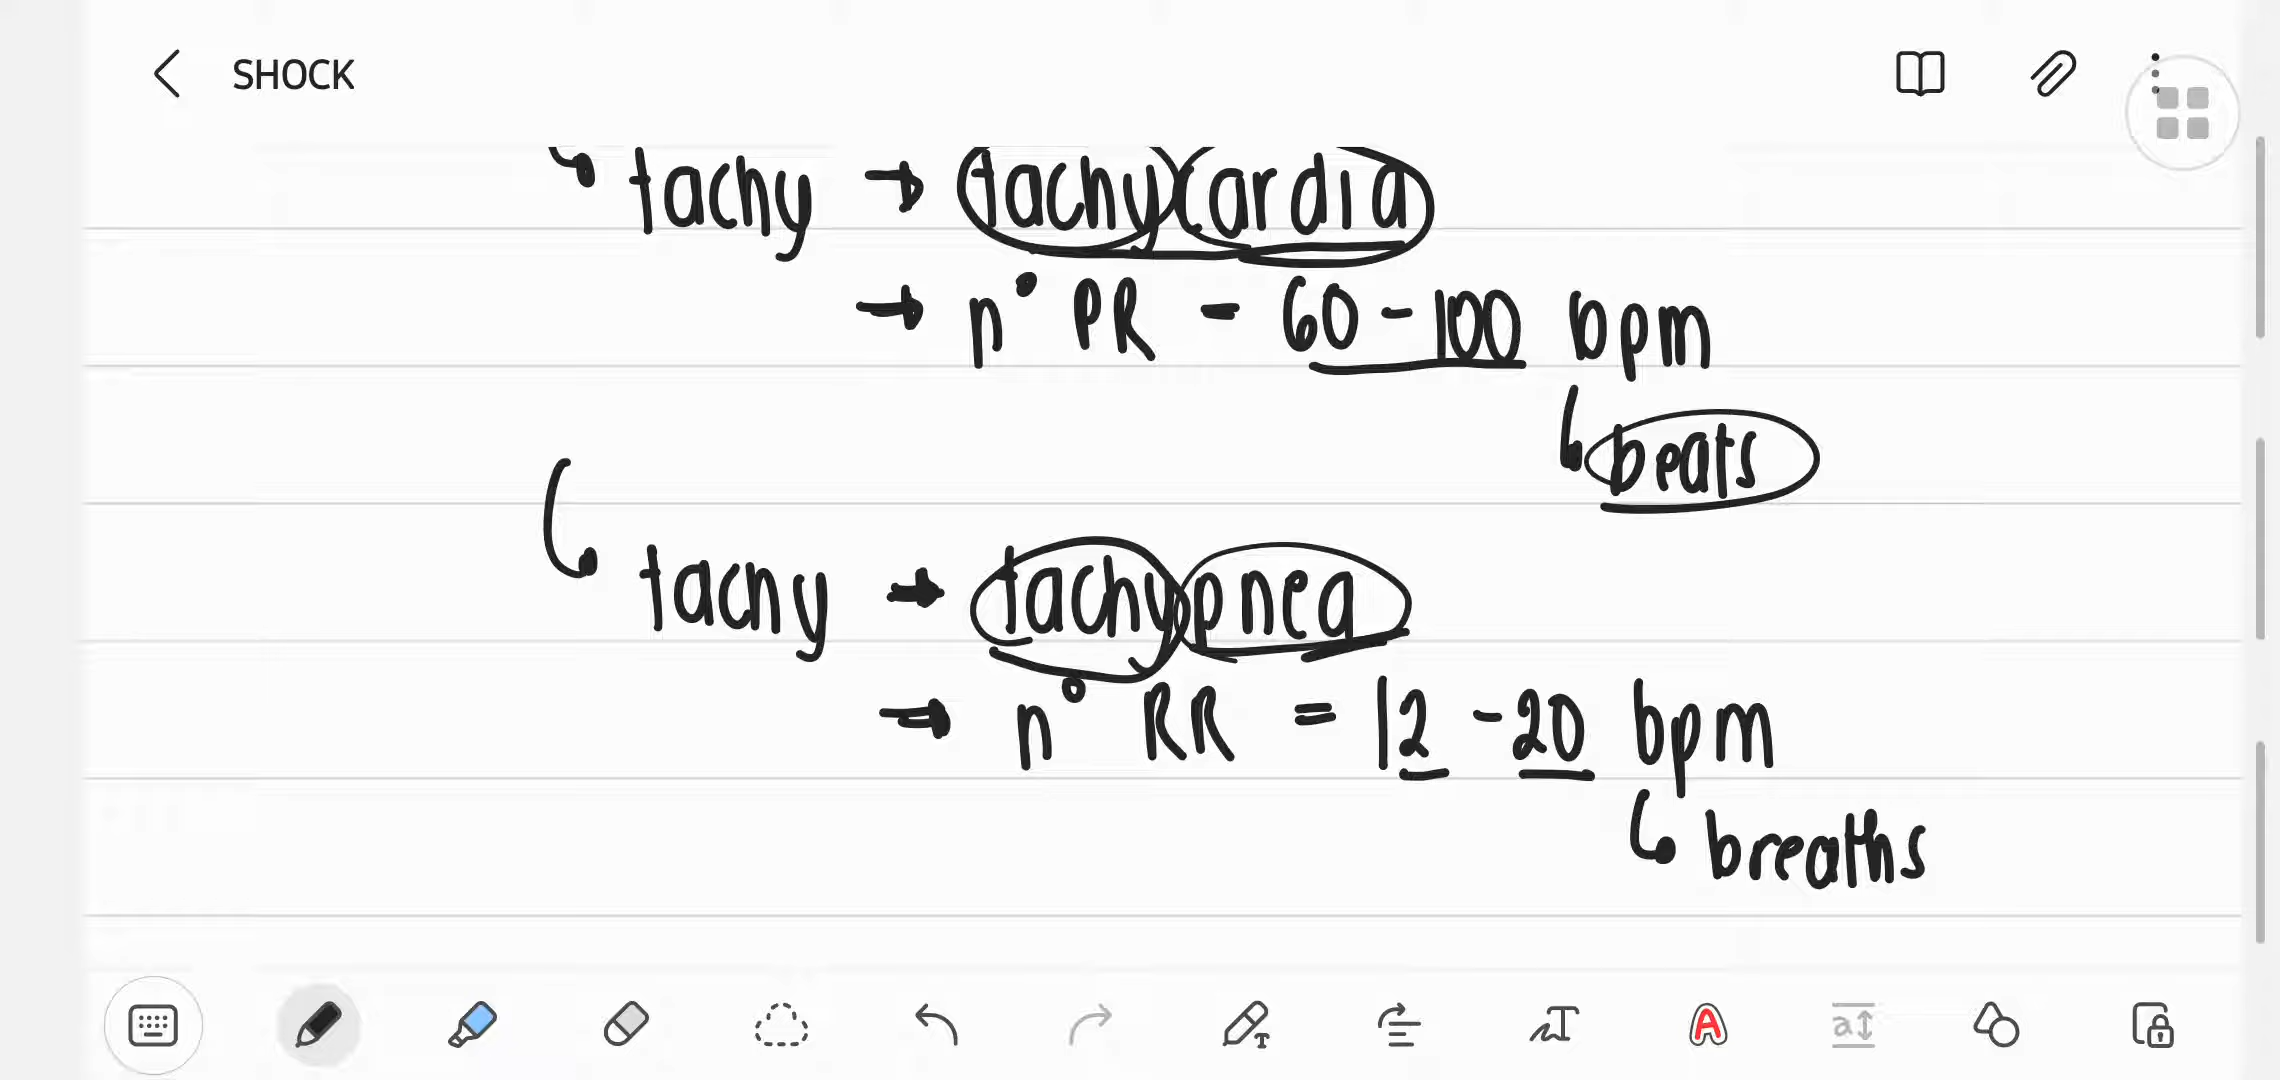 SHOCK
↳ tachy → tachycardia
→ n° PR - 60 - 100 bpm
↳ beats
↳ tachy → tachypnea
→ n° RR = 12 - 20 bpm
↳ breaths
T
T
A
a